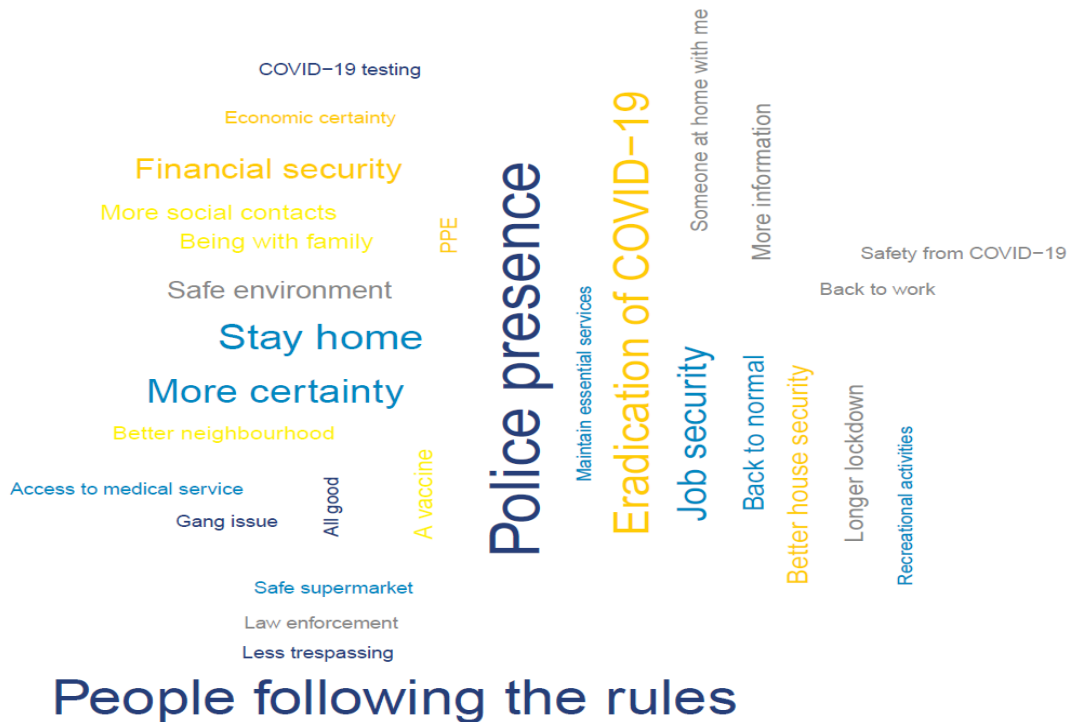 COVID−19 testing
Economic certainty
Financial security
More social contacts
Being with family
PPE
Safe environment
Stay home
More certainty
Better neighbourhood
Access to medical service
Gang issue
All good
A vaccine
Safe supermarket
Law enforcement
Less trespassing
People following the rules
Police presence
Maintain essential services
Eradication of COVID−19
Someone at home with me
More information
Safety from COVID−19
Back to work
Job security
Back to normal
Better house security
Longer lockdown
Recreational activities